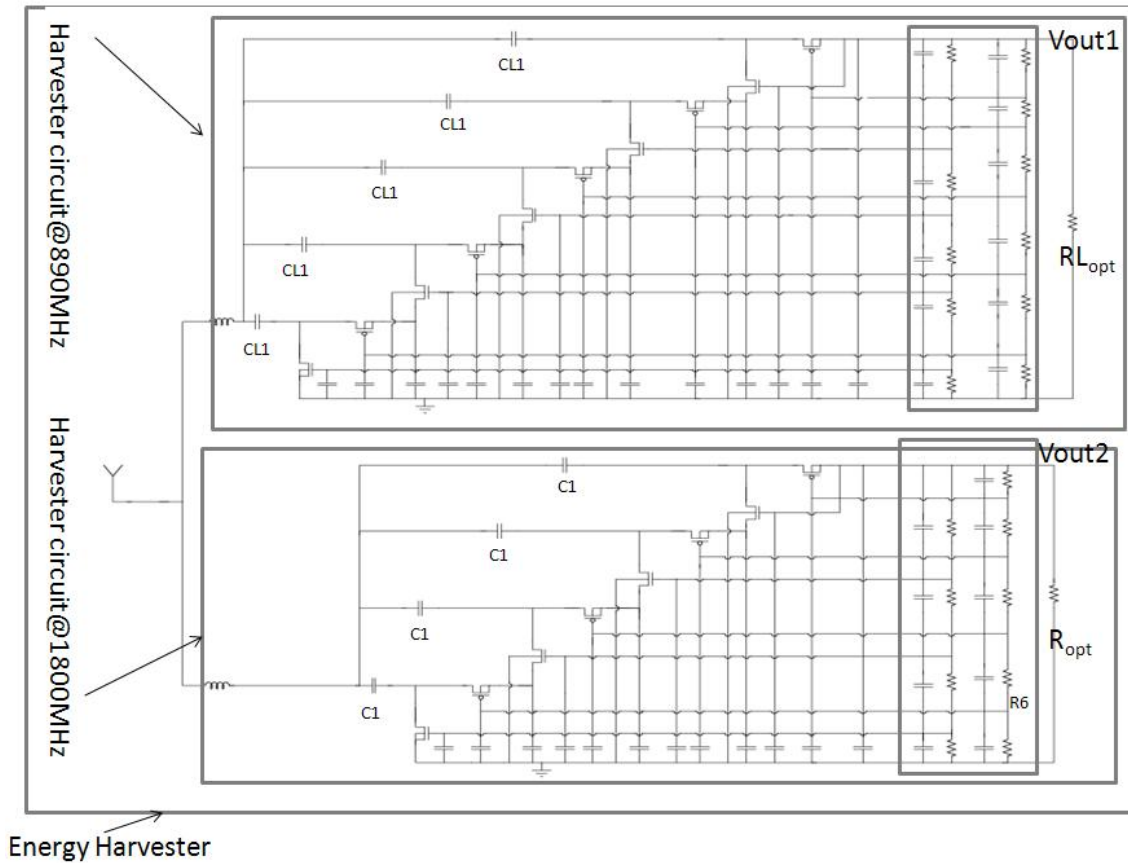 Harvester circuit@890MHz
CL1
Vout1
CL1
CL1
CL1
RLopt
CL1
Harvester circuit@1800MHz
C1
Vout2
C1
C1
Ropt
C1
R6
Energy Harvester